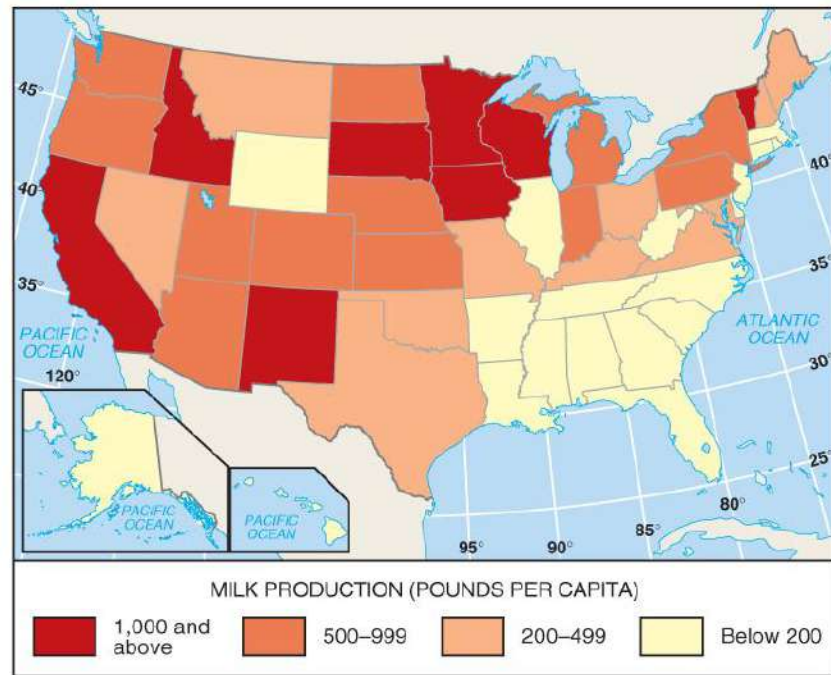 45°
40°
35°
PACIFIC
OCEAN
120°
PACIFIC
OCEAN
PACIFIC
OCEAN
45°
40°
35°
ATLANTIC
OCEAN
30°
25°
95°
90°
85°
80°
MILK PRODUCTION (POUNDS PER CAPITA)
1,000 and
above
500–999
200–499
Below 200